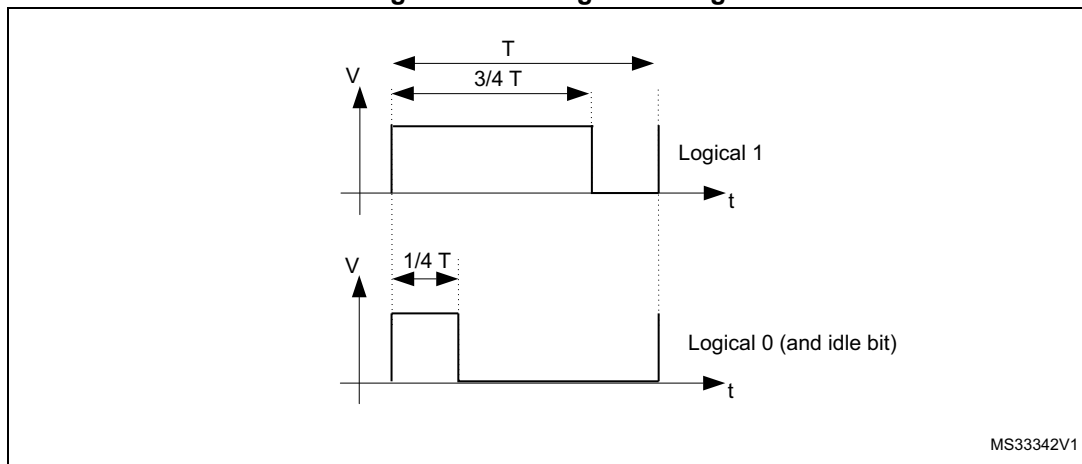 T
V
3/4 T
Logical 1
t
V
1/4 T
Logical 0 (and idle bit)
t
MS33342V1